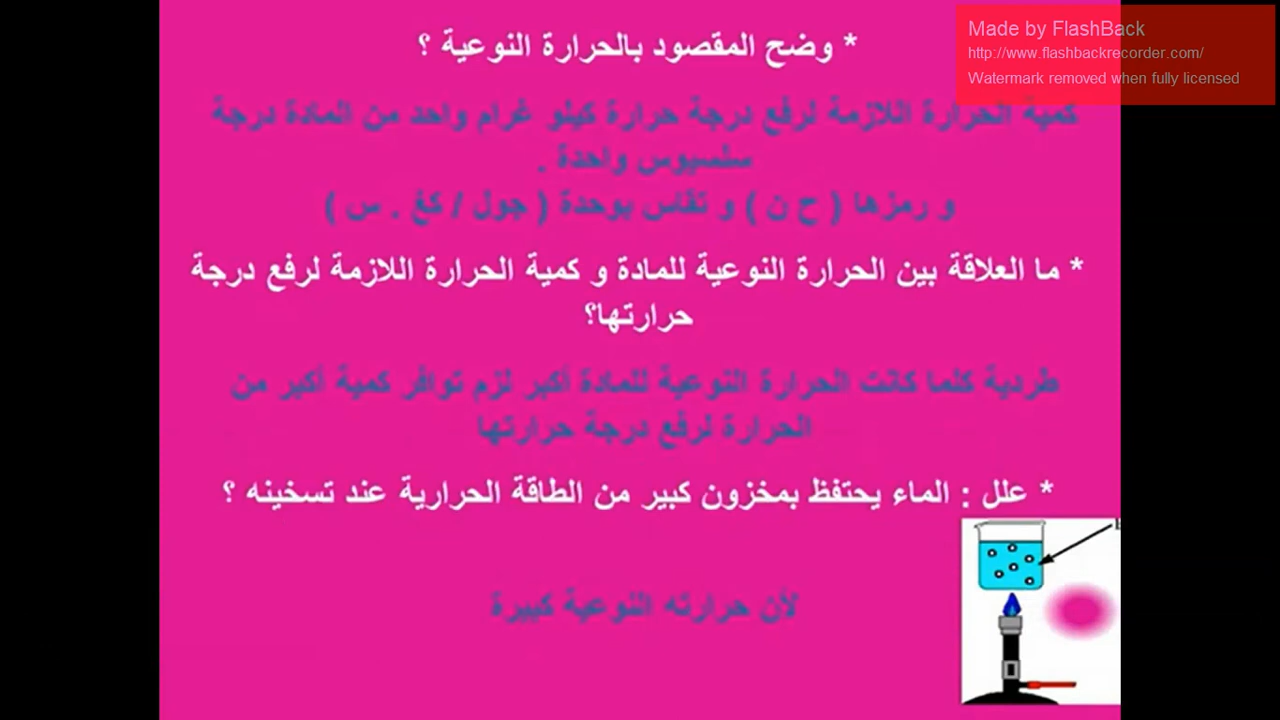 * وضح المقصود بالحرارة النوعية ؟
كمية الحرارة اللازمة لرفع درجة حرارة كيلو غرام واحد من المادة درجة
سلسيوس واحدة .
و رمزها ( ح ن ) و تقاس بوحدة ( جول / كغ . س )
* ما العلاقة بين الحرارة النوعية للمادة و كمية الحرارة اللازمة لرفع درجة
حرارتها؟
طردية كلما كانت الحرارة النوعية للمادة أكبر لزم توافر كمية أكبر من
الحرارة لرفع درجة حرارتها
* علل : الماء يحتفظ بمخزون كبير من الطاقة الحرارية عند تسخينه ؟
لأن حرارته النوعية كبيرة
Made by FlashBack
http://www.flashbackrecorder.com/
Watermark removed when fully licensed